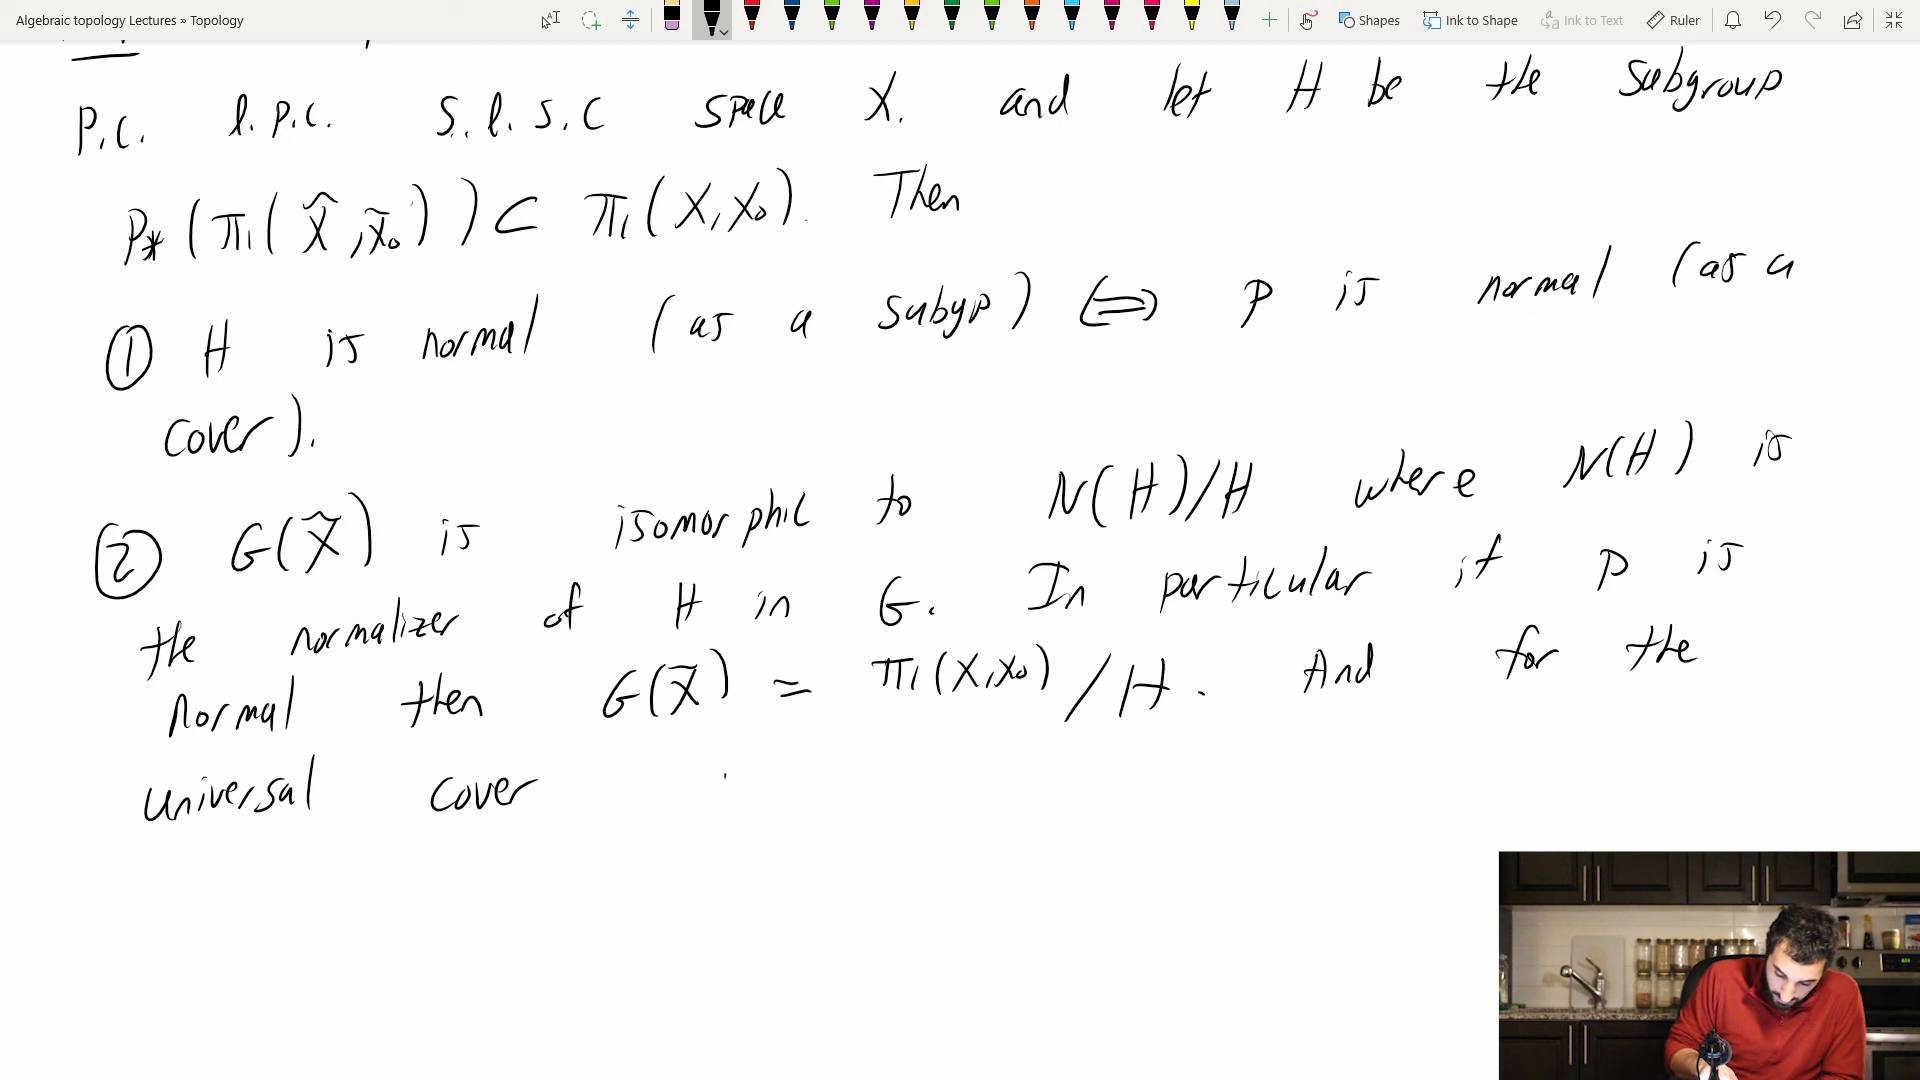 Algebraic topology Lectures » Topology
Shapes Ink to Shape Ink to Text Ruler
P.C. l.p.c. S.l.s.c space X. and let H be the subgroup
P* (π1( X̃, x̃0 )) ⊂ π1( X, x0 ). Then
① H is normal (as a subgp) ⟺ p is normal (as a
cover).
② G(X̃) is isomorphic to N(H)/H where N(H) is
the normalizer of H in G. In particular if p is
normal then G(X̃) = π1(X,x0) / H. And for the
universal cover